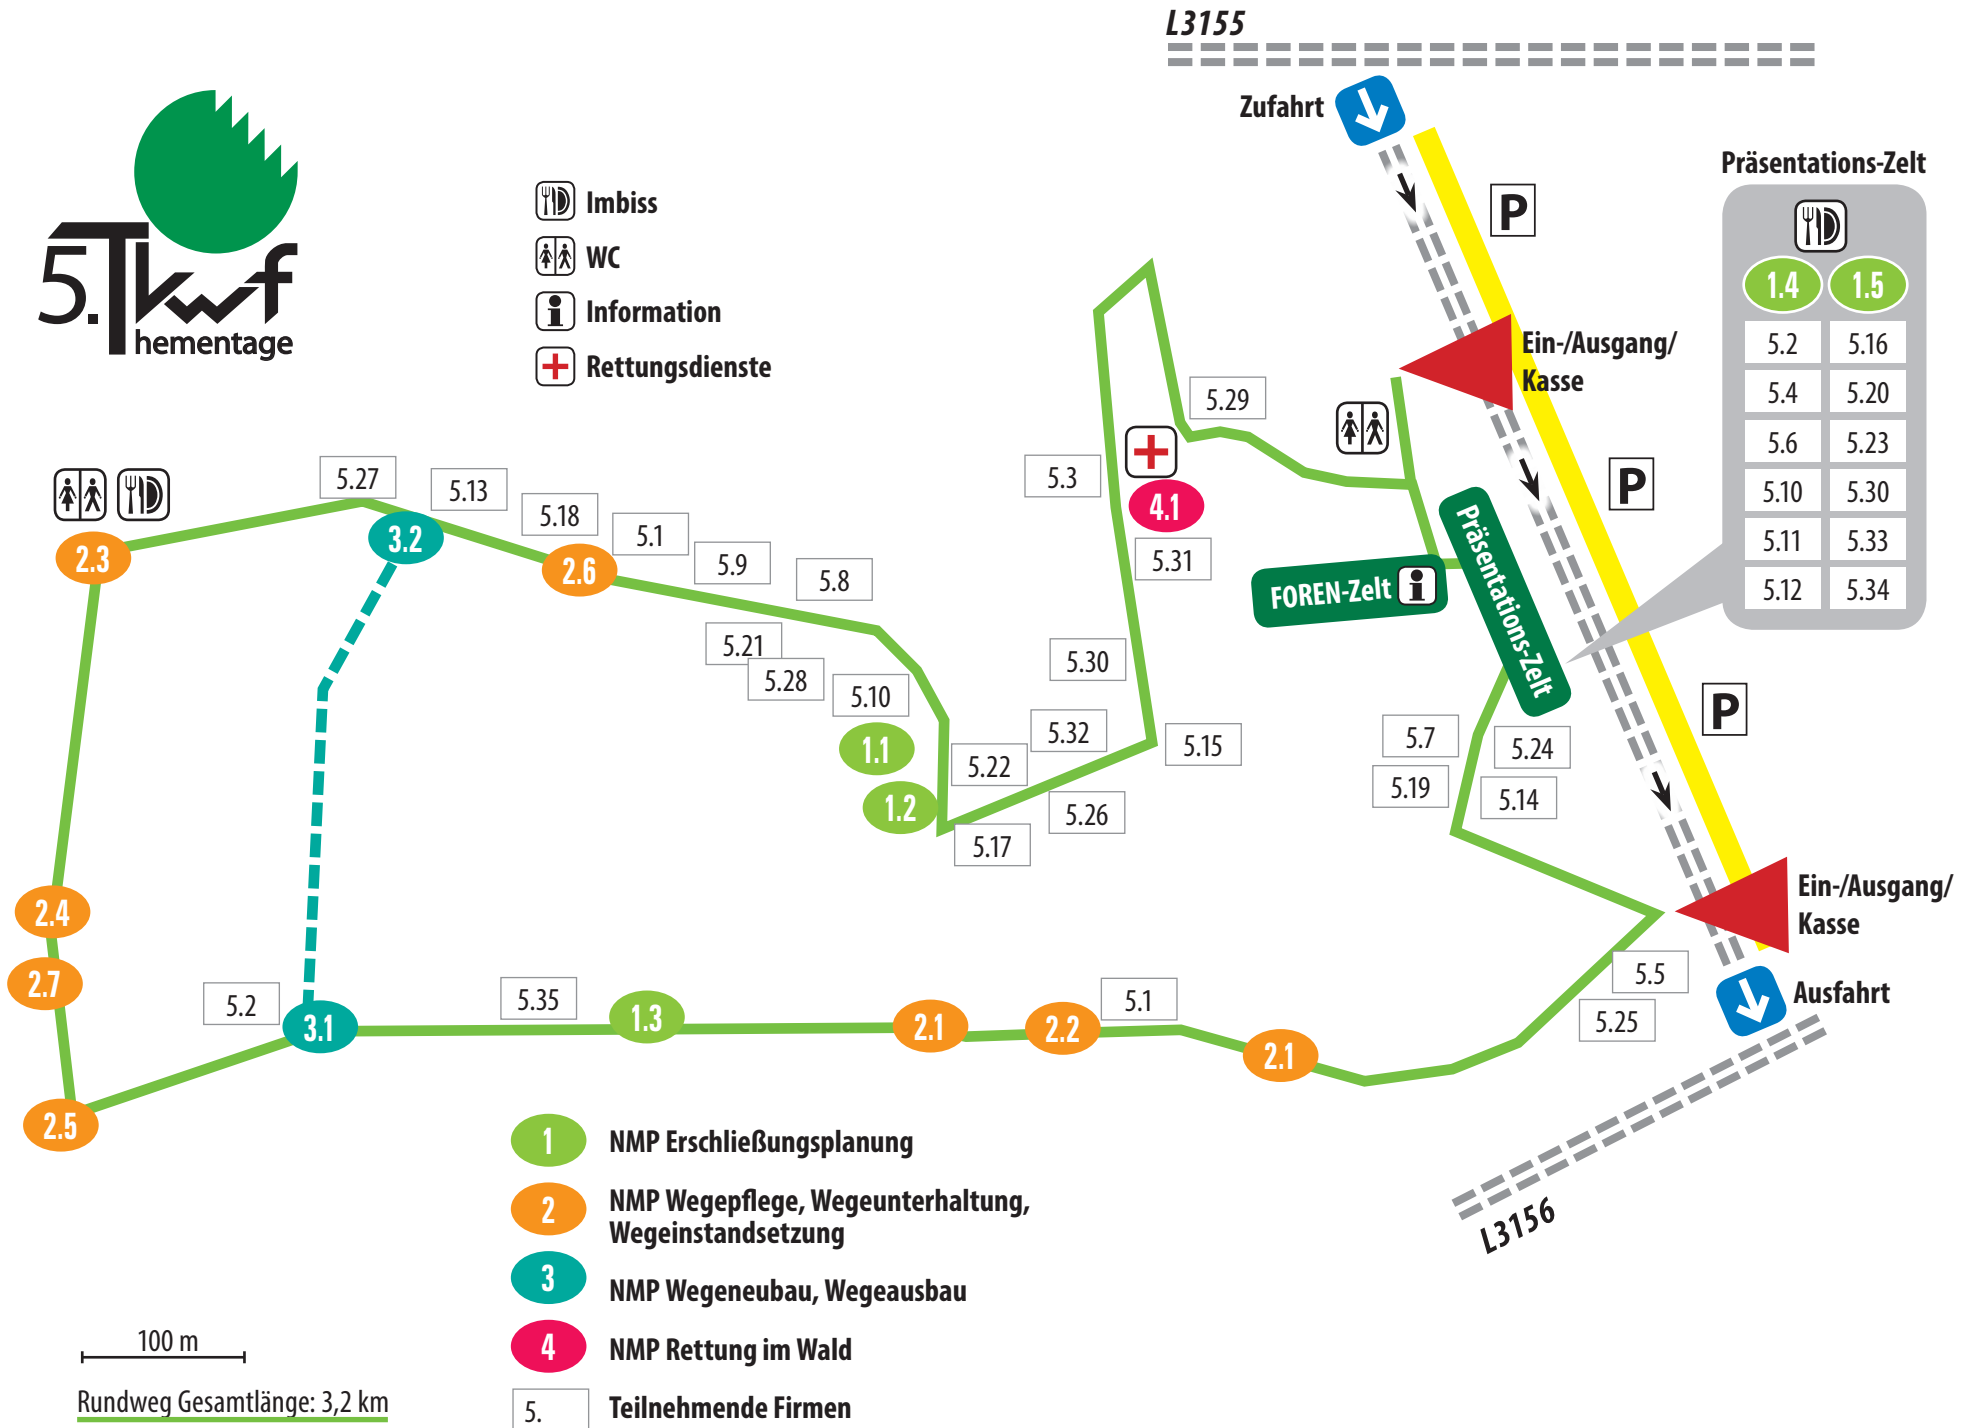 L3155
Zufahrt
Präsentations-Zelt
P
1.4 1.5
5.2 5.16
5.4 5.20
5.6 5.23
5.10 5.30
5.11 5.33
5.12 5.34
5. Tkwf
hementage
Imbiss
WC
Information
Rettungsdienste
Ein-/Ausgang/
Kasse
5.29
5.27
5.13
5.18
5.1
5.9
5.8
5.3
4.1
5.31
P
2.3
3.2
2.6
FOREN-Zelt
Präsentations-Zelt
5.21
5.28
5.10
5.30
1.1
1.2
5.22
5.32
5.15
5.26
5.17
5.7
5.24
5.19
5.14
P
Ein-/Ausgang/
Kasse
2.4
2.7
5.2
3.1
5.35
1.3
2.1
2.2
5.1
2.1
5.5
5.25
Ausfahrt
2.5
L3156
1 NMP Erschließungsplanung
2 NMP Wegepflege, Wegeunterhaltung,
Wegeinstandsetzung
3 NMP Wegeneubau, Wegeausbau
4 NMP Rettung im Wald
5. Teilnehmende Firmen
100 m
Rundweg Gesamtlänge: 3,2 km